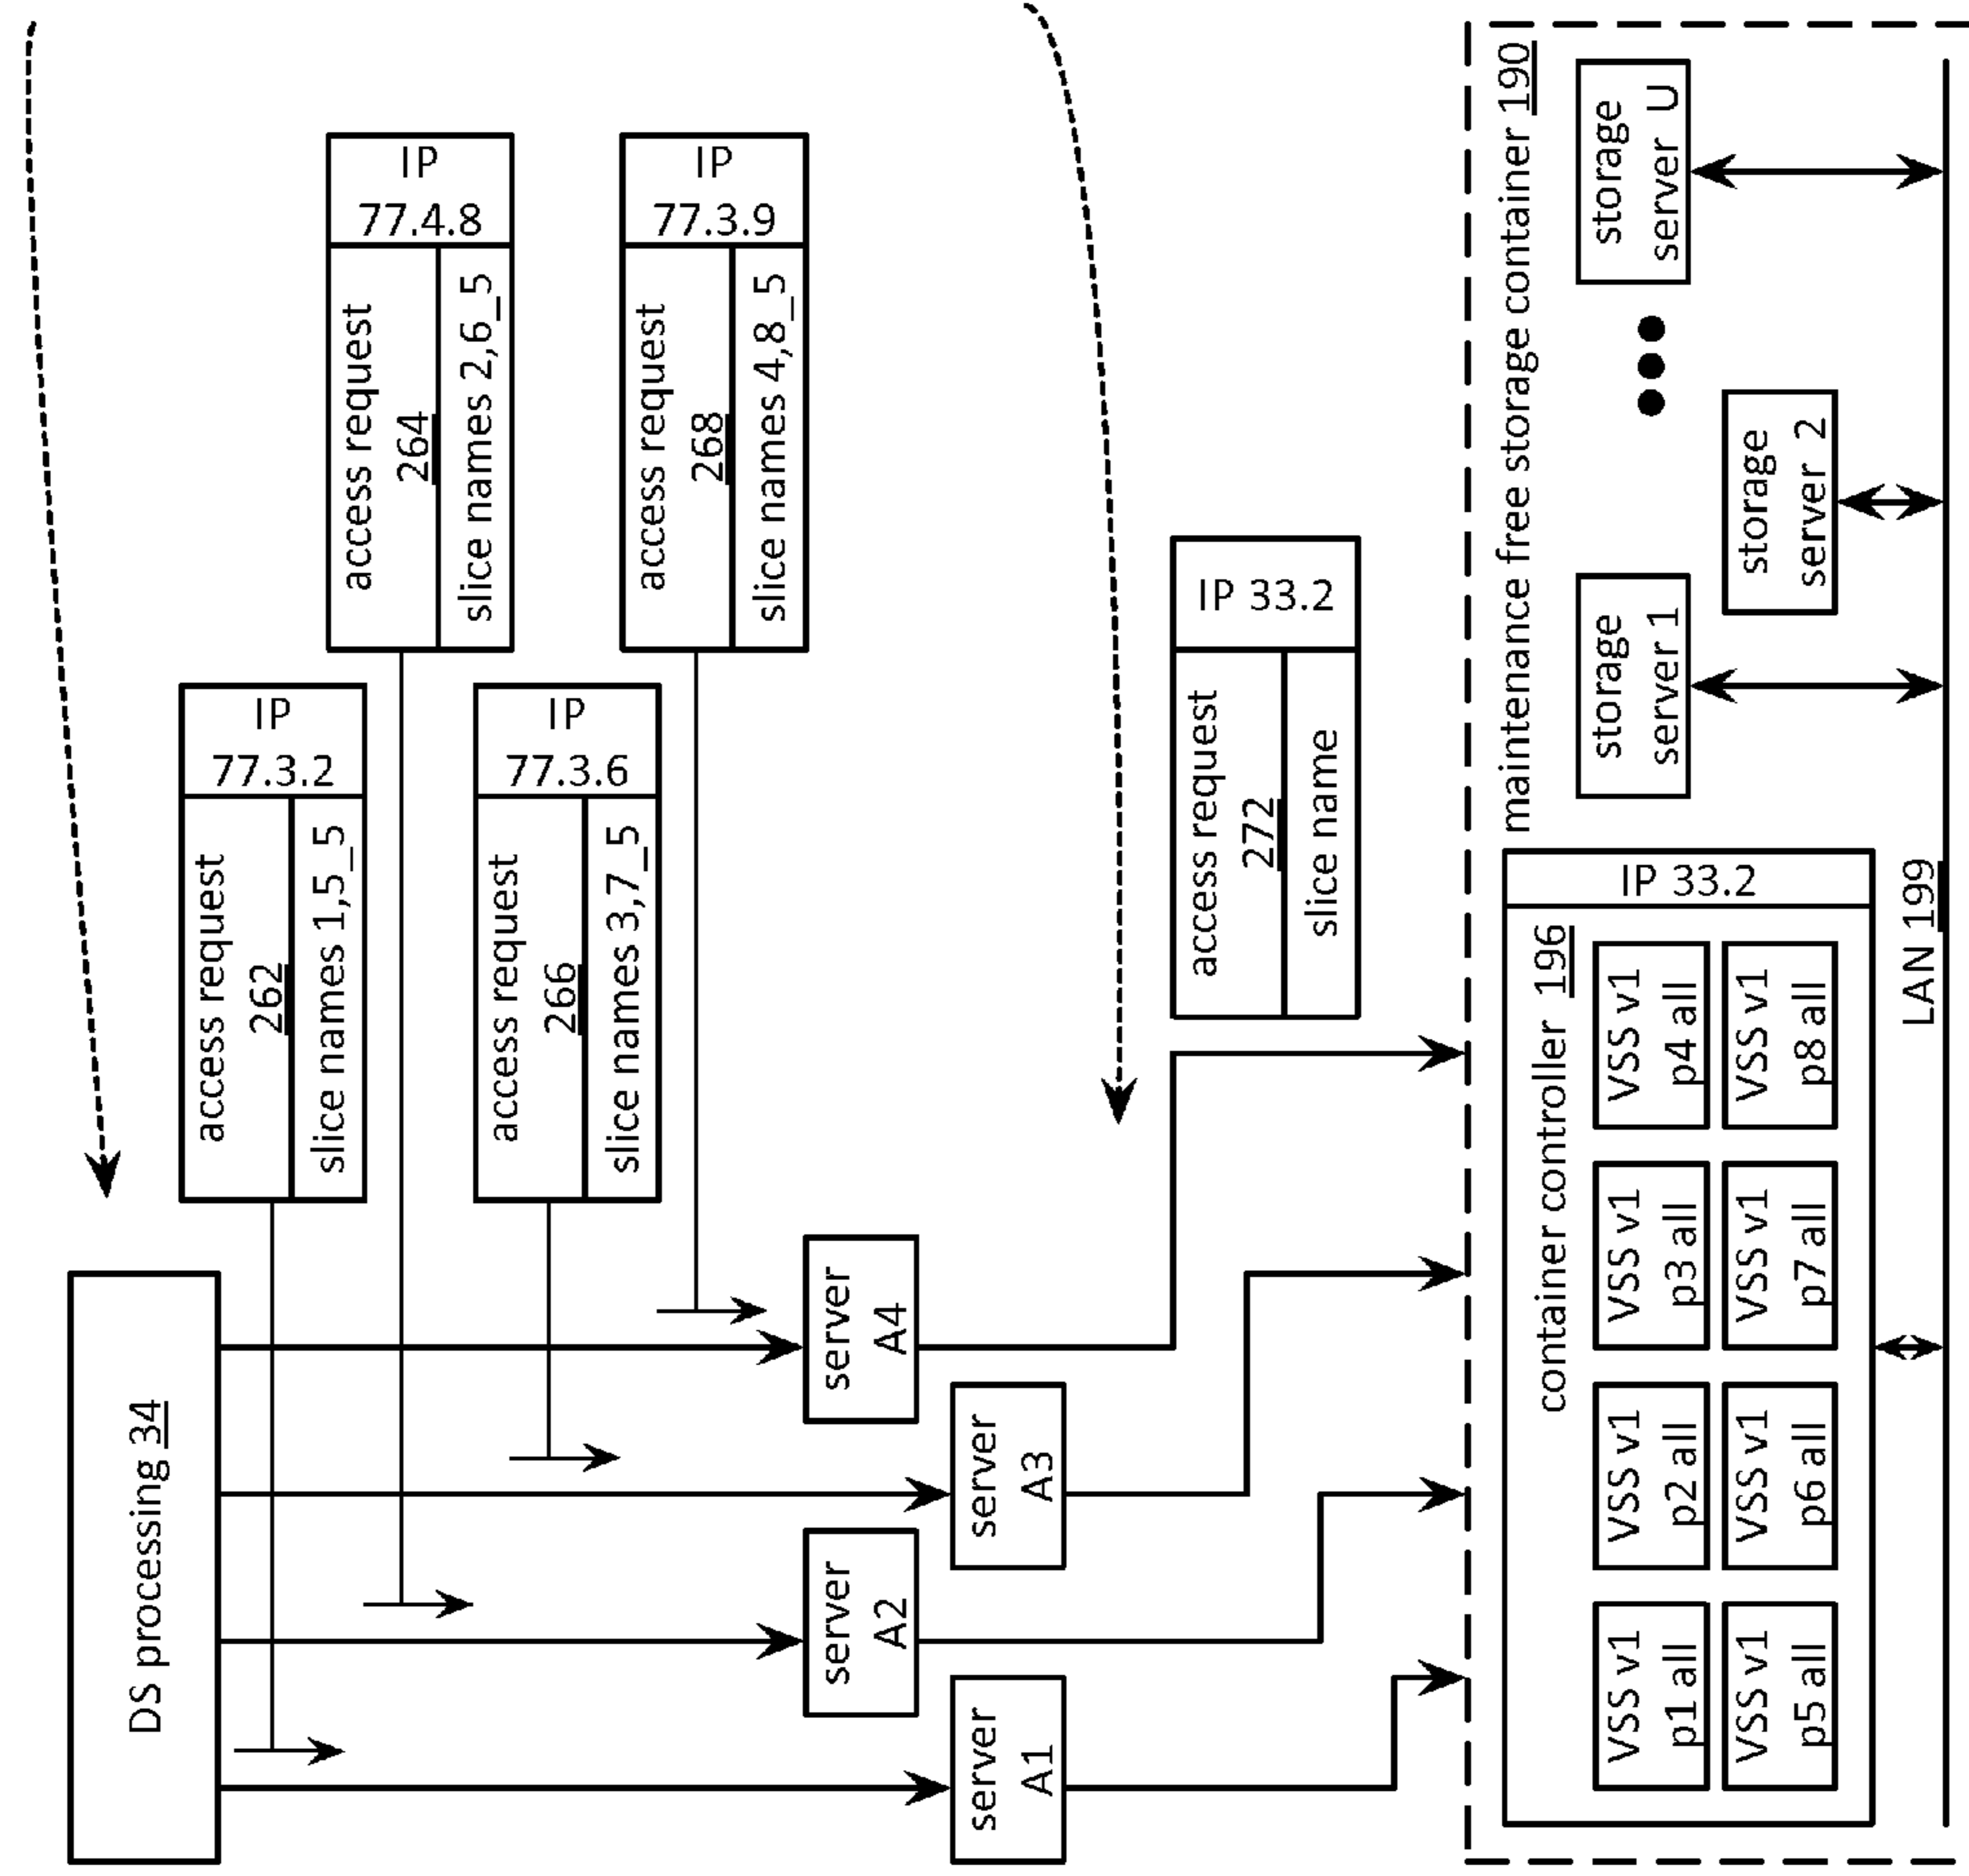 DS processing 34
access request
262
slice names 1,5_5
IP
77.3.2
access request
264
slice names 2,6_5
IP
77.4.8
access request
266
slice names 3,7_5
IP
77.3.6
access request
268
slice names 4,8_5
IP
77.3.9
server
A1
server
A2
server
A3
server
A4
access request
272
slice name
IP 33.2
maintenance free storage container 190
container controller 196
IP 33.2
VSS v1
p1 all
VSS v1
p2 all
VSS v1
p3 all
VSS v1
p4 all
VSS v1
p5 all
VSS v1
p6 all
VSS v1
p7 all
VSS v1
p8 all
storage
server 1
storage
server 2
storage
server U
LAN 199